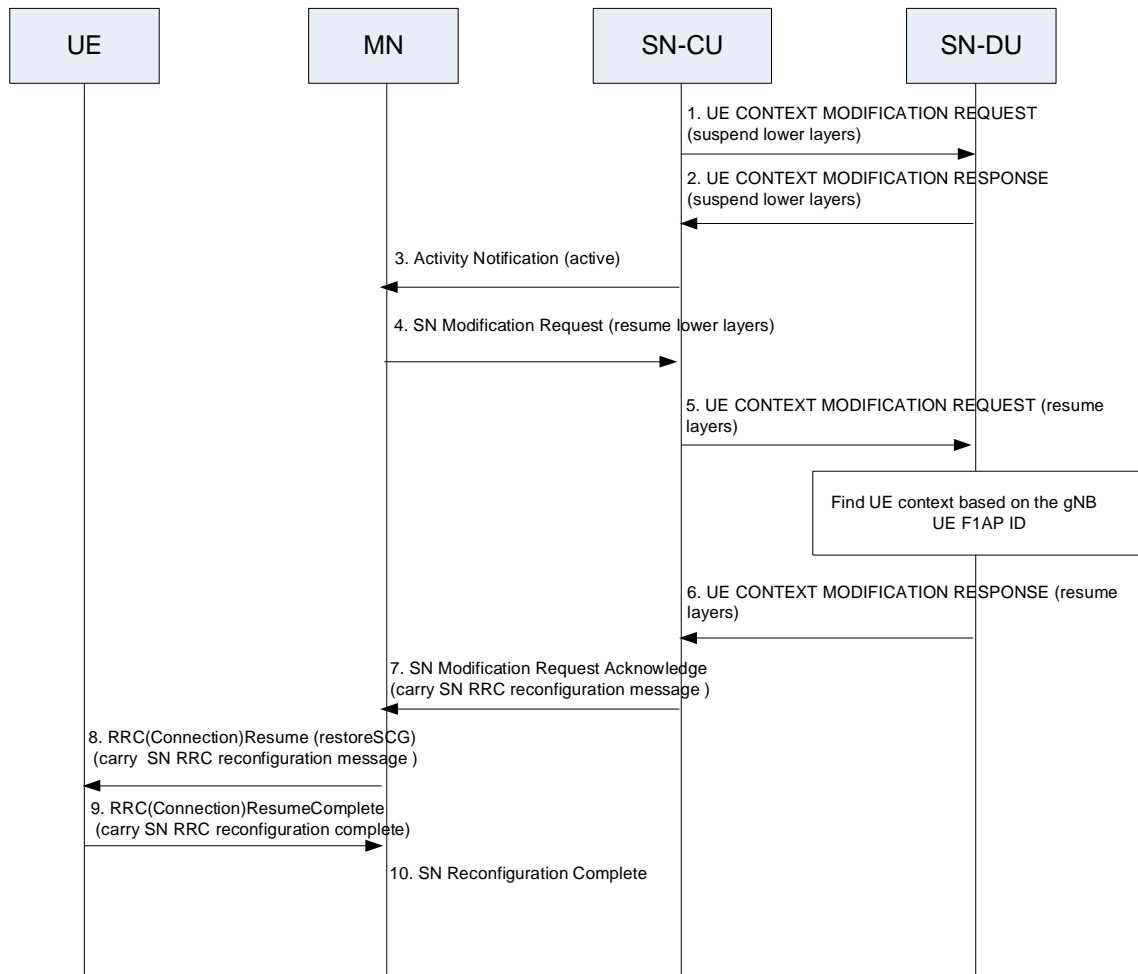 UE
MN
SN-CU
SN-DU
1. UE CONTEXT MODIFICATION REQUEST
(suspend lower layers)
2. UE CONTEXT MODIFICATION RESPONSE
(suspend lower layers)
3. Activity Notification (active)
4. SN Modification Request (resume lower layers)
5. UE CONTEXT MODIFICATION REQUEST (resume
layers)
Find UE context based on the gNB
UE F1AP ID
6. UE CONTEXT MODIFICATION RESPONSE (resume
layers)
7. SN Modification Request Acknowledge
(carry SN RRC reconfiguration message )
8. RRC(Connection)Resume (restoreSCG)
(carry SN RRC reconfiguration message )
9. RRC(Connection)ResumeComplete
(carry SN RRC reconfiguration complete)
10. SN Reconfiguration Complete